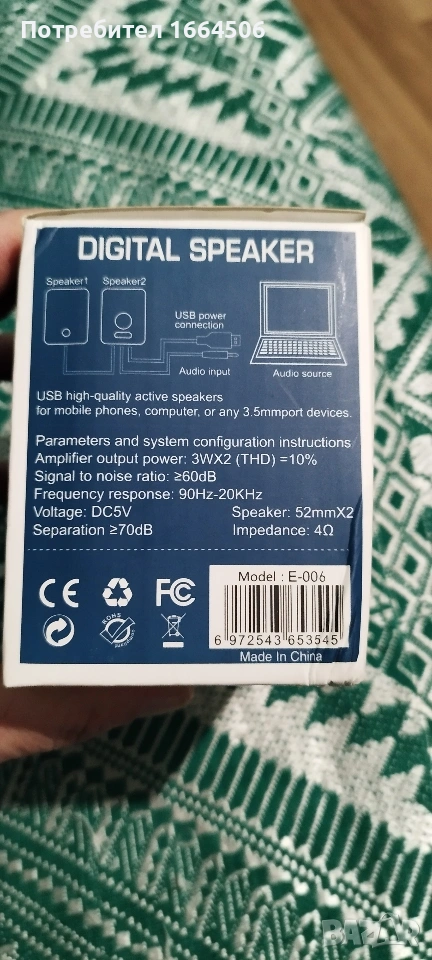 Потребител 1664506
DIGITAL SPEAKER
Speaker1 Speaker2
USB power
connection
Audio input
Audio source
USB high-quality active speakers
for mobile phones, computer, or any 3.5mmport devices.
Parameters and system configuration instructions
Amplifier output power: 3WX2 (THD) =10%
Signal to noise ratio: ≥60dB
Frequency response: 90Hz-20KHz
Voltage: DC5V Speaker: 52mmX2
Separation ≥70dB Impedance: 4Ω
CE FC Model : E-006
ROHS
6 972543 653545
Made In China
BAZAR